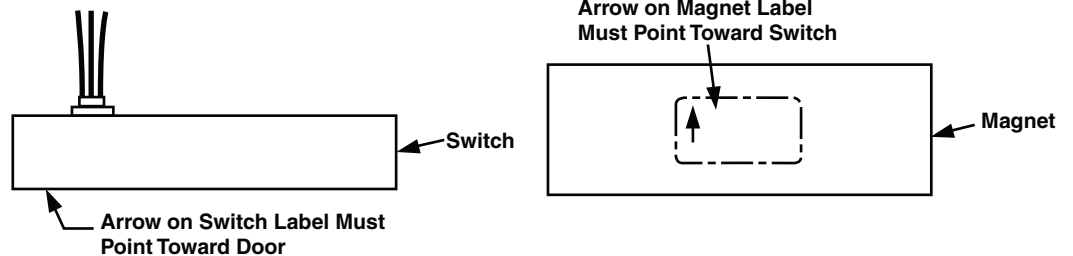 Arrow on Magnet Label
Must Point Toward Switch
Switch
Magnet
Arrow on Switch Label Must
Point Toward Door